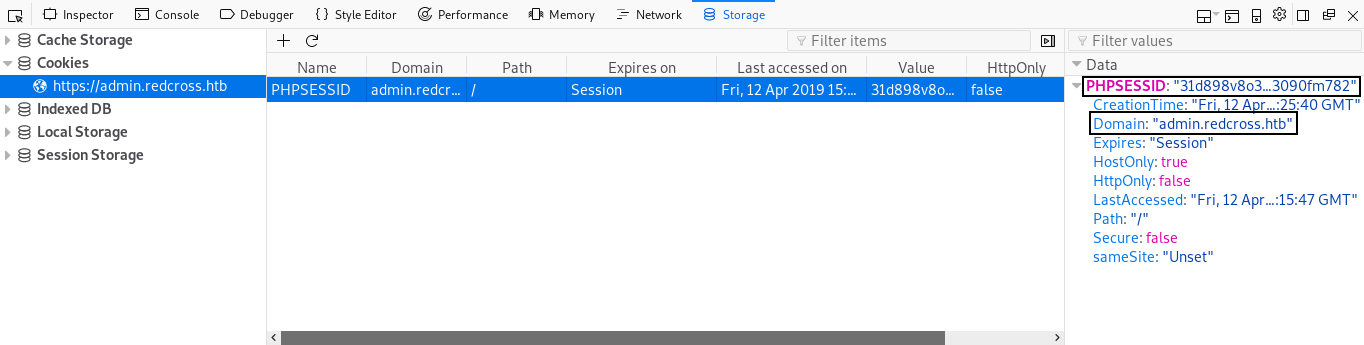 Inspector Console Debugger Style Editor Performance Memory Network Storage
Cache Storage
Cookies
https://admin.redcross.htb
Indexed DB
Local Storage
Session Storage
Filter items
Name Domain Path Expires on Last accessed on Value HttpOnly
PHPSESSID admin.redcr... / Session Fri, 12 Apr 2019 15:... 31d898v8o... false
Filter values
Data
PHPSESSID: "31d898v8o3...3090fm782"
CreationTime: "Fri, 12 Apr...:25:40 GMT"
Domain: "admin.redcross.htb"
Expires: "Session"
HostOnly: true
HttpOnly: false
LastAccessed: "Fri, 12 Apr...:15:47 GMT"
Path: "/"
Secure: false
sameSite: "Unset"